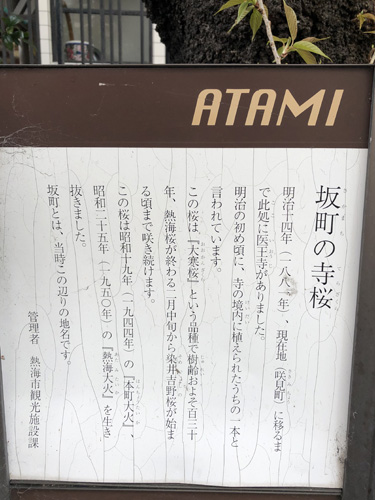 ATAMI
坂町の寺桜
明治十四年(一八八一年)、現在地(咲見町)に移るま
で此処に医王寺がありました。
明治の初め頃に、寺の境内に植えられたうちの一本と
言われています。
この桜は『大寒桜』という品種で樹齢およそ百三十
年、熱海桜が終わる二月中旬から染井吉野桜が始ま
る頃まで咲き続けます。
この桜は昭和十九年(一九四四年)の『本町大火』、
昭和二十五年(一九五〇年)の『熱海大火』を生き
抜きました。
坂町とは、当時この辺りの地名です。
管理者 熱海市観光施設課